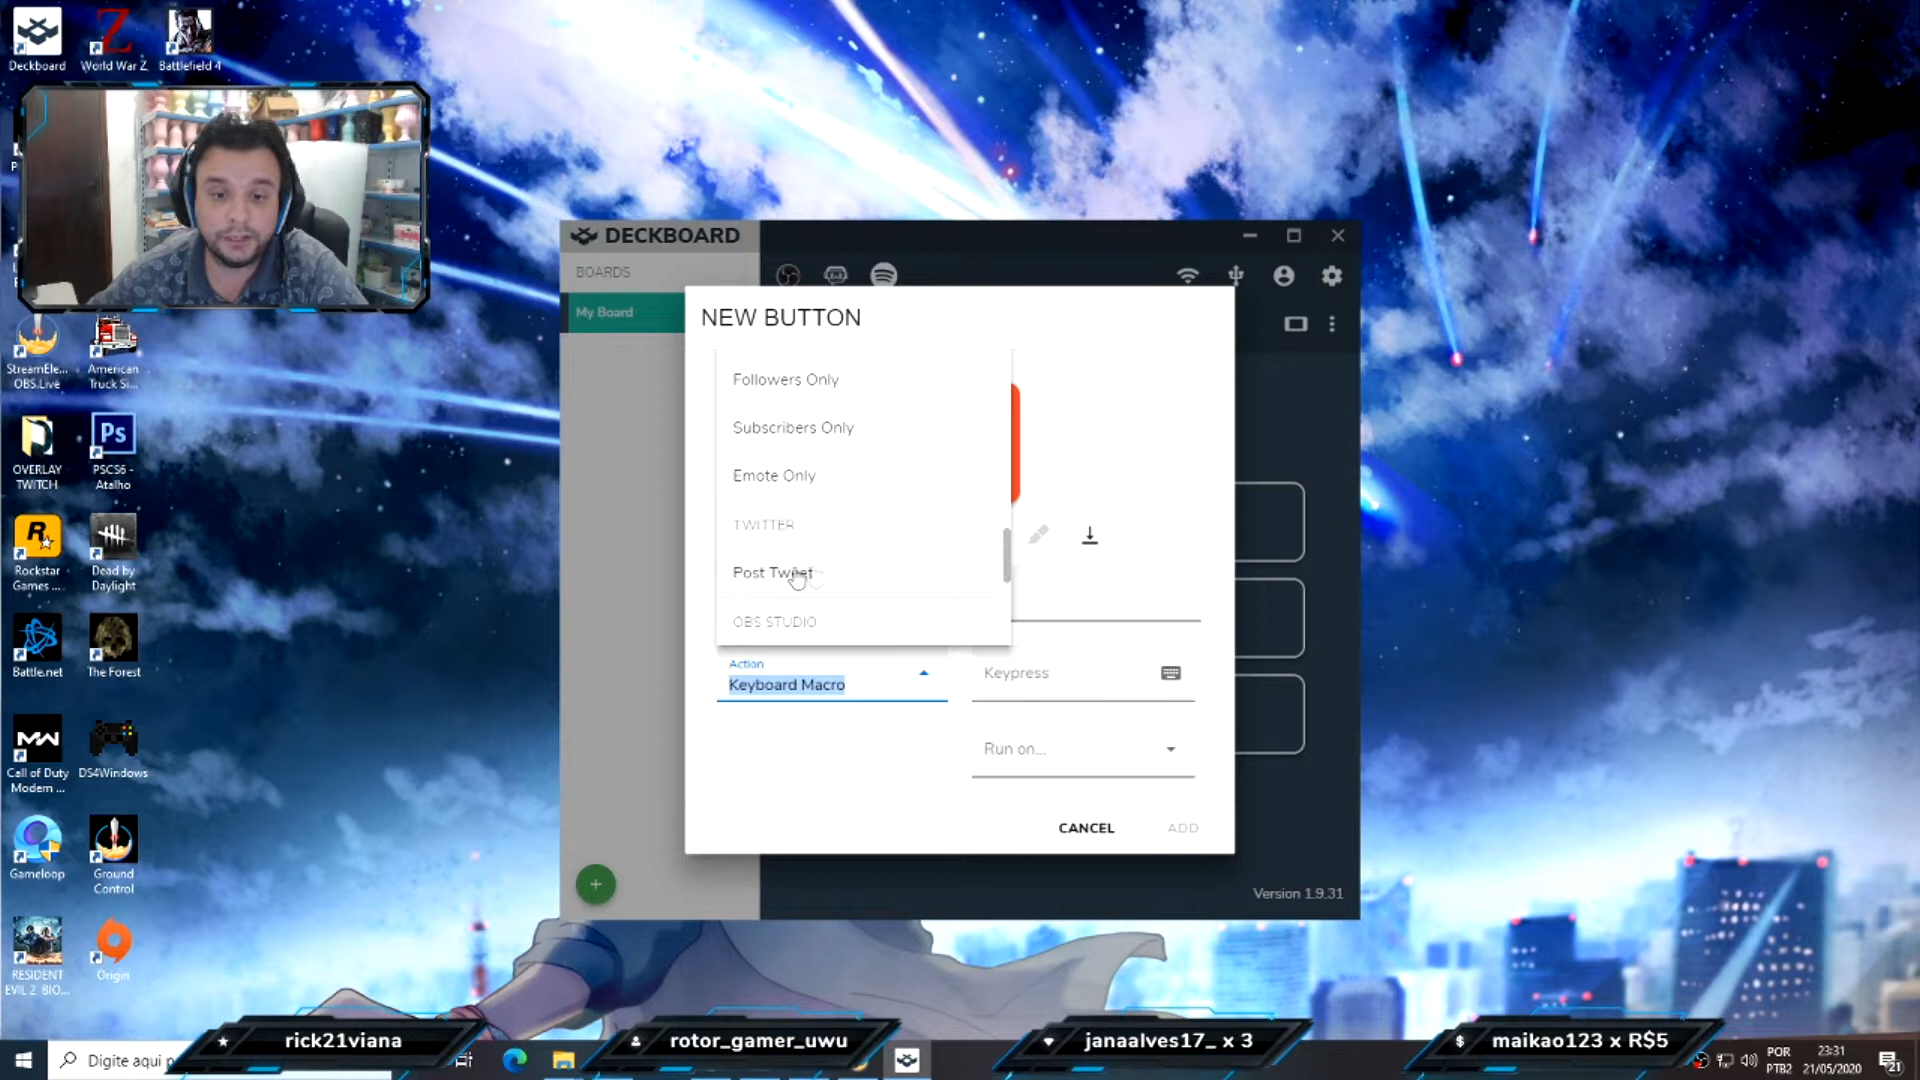 Deckboard
World War Z
Battlefield 4
StreamEle...
OBS.Live
American
Truck Si...
OVERLAY
TWITCH
Ps
PSCS6 -
Atalho
Rockstar
Games ...
Dead by
Daylight
Battle.net
The Forest
Call of Duty
Modern ...
DS4Windows
Gameloop
Ground
Control
RESIDENT
EVIL 2 BIO...
Origin
DECKBOARD
BOARDS
My Board
NEW BUTTON
Followers Only
Subscribers Only
Emote Only
TWITTER
Post Tweet
OBS STUDIO
Action
Keyboard Macro
Keypress
Run on...
CANCEL
ADD
Version 1.9.31
rick21viana
rotor_gamer_uwu
janaalves17_ x 3
maikao123 x R$5
Digite aqui p
POR
PTB2
23:31
21/05/2020
21